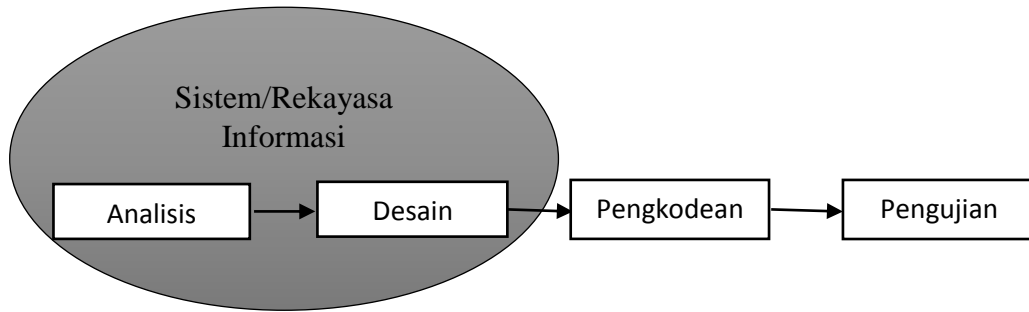 Sistem/Rekayasa
Informasi
Analisis
Desain
Pengkodean
Pengujian